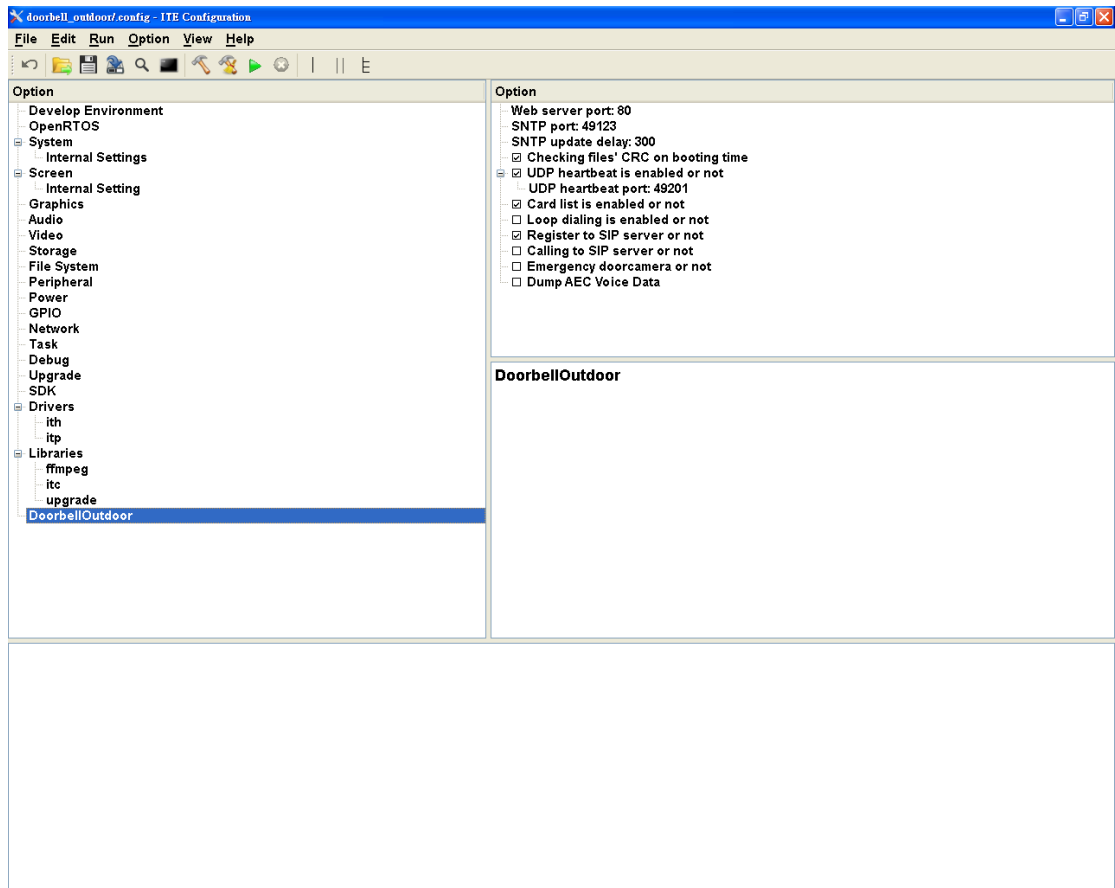 doorbell_outdoor/.config - ITE Configuration
File Edit Run Option View Help
Option
Develop Environment
OpenRTOS
System
Internal Settings
Screen
Internal Setting
Graphics
Audio
Video
Storage
File System
Peripheral
Power
GPIO
Network
Task
Debug
Upgrade
SDK
Drivers
ith
itp
Libraries
ffmpeg
itc
upgrade
DoorbellOutdoor
Option
Web server port: 80
SNTP port: 49123
SNTP update delay: 300
Checking files' CRC on booting time
UDP heartbeat is enabled or not
UDP heartbeat port: 49201
Card list is enabled or not
Loop dialing is enabled or not
Register to SIP server or not
Calling to SIP server or not
Emergency doorcamera or not
Dump AEC Voice Data
DoorbellOutdoor